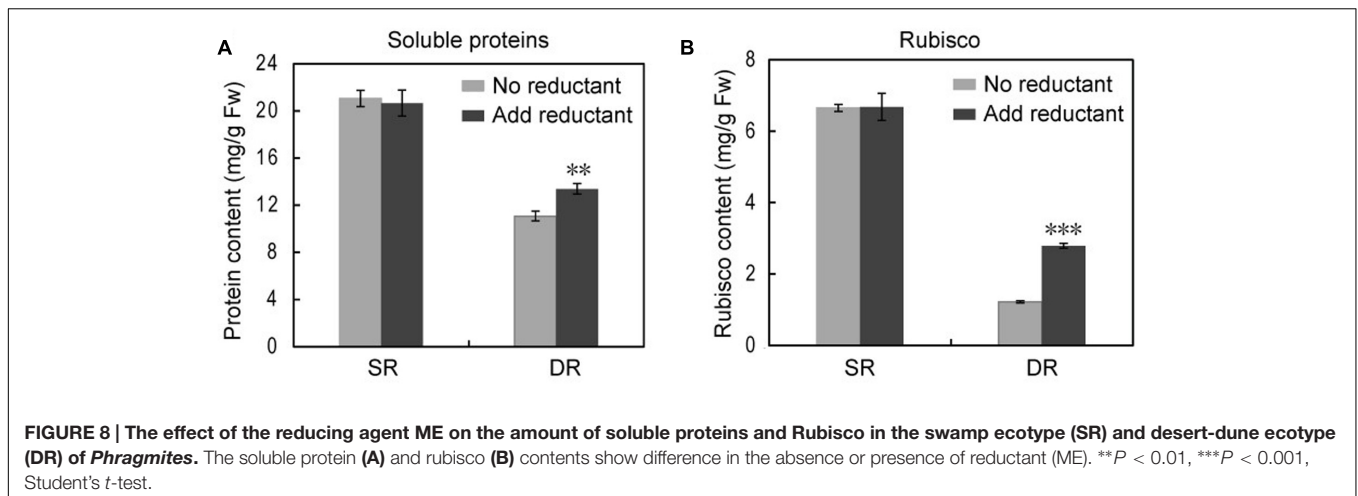 A
Soluble proteins
24
20
16
12
8
4
0
Protein content (mg/g Fw)
No reductant
Add reductant
**
SR
DR
B
Rubisco
8
6
4
2
0
Rubisco content (mg/g Fw)
No reductant
Add reductant
***
SR
DR
FIGURE 8 | The effect of the reducing agent ME on the amount of soluble proteins and Rubisco in the swamp ecotype (SR) and desert-dune ecotype
(DR) of Phragmites. The soluble protein (A) and rubisco (B) contents show difference in the absence or presence of reductant (ME). **P < 0.01, ***P < 0.001,
Student's t-test.